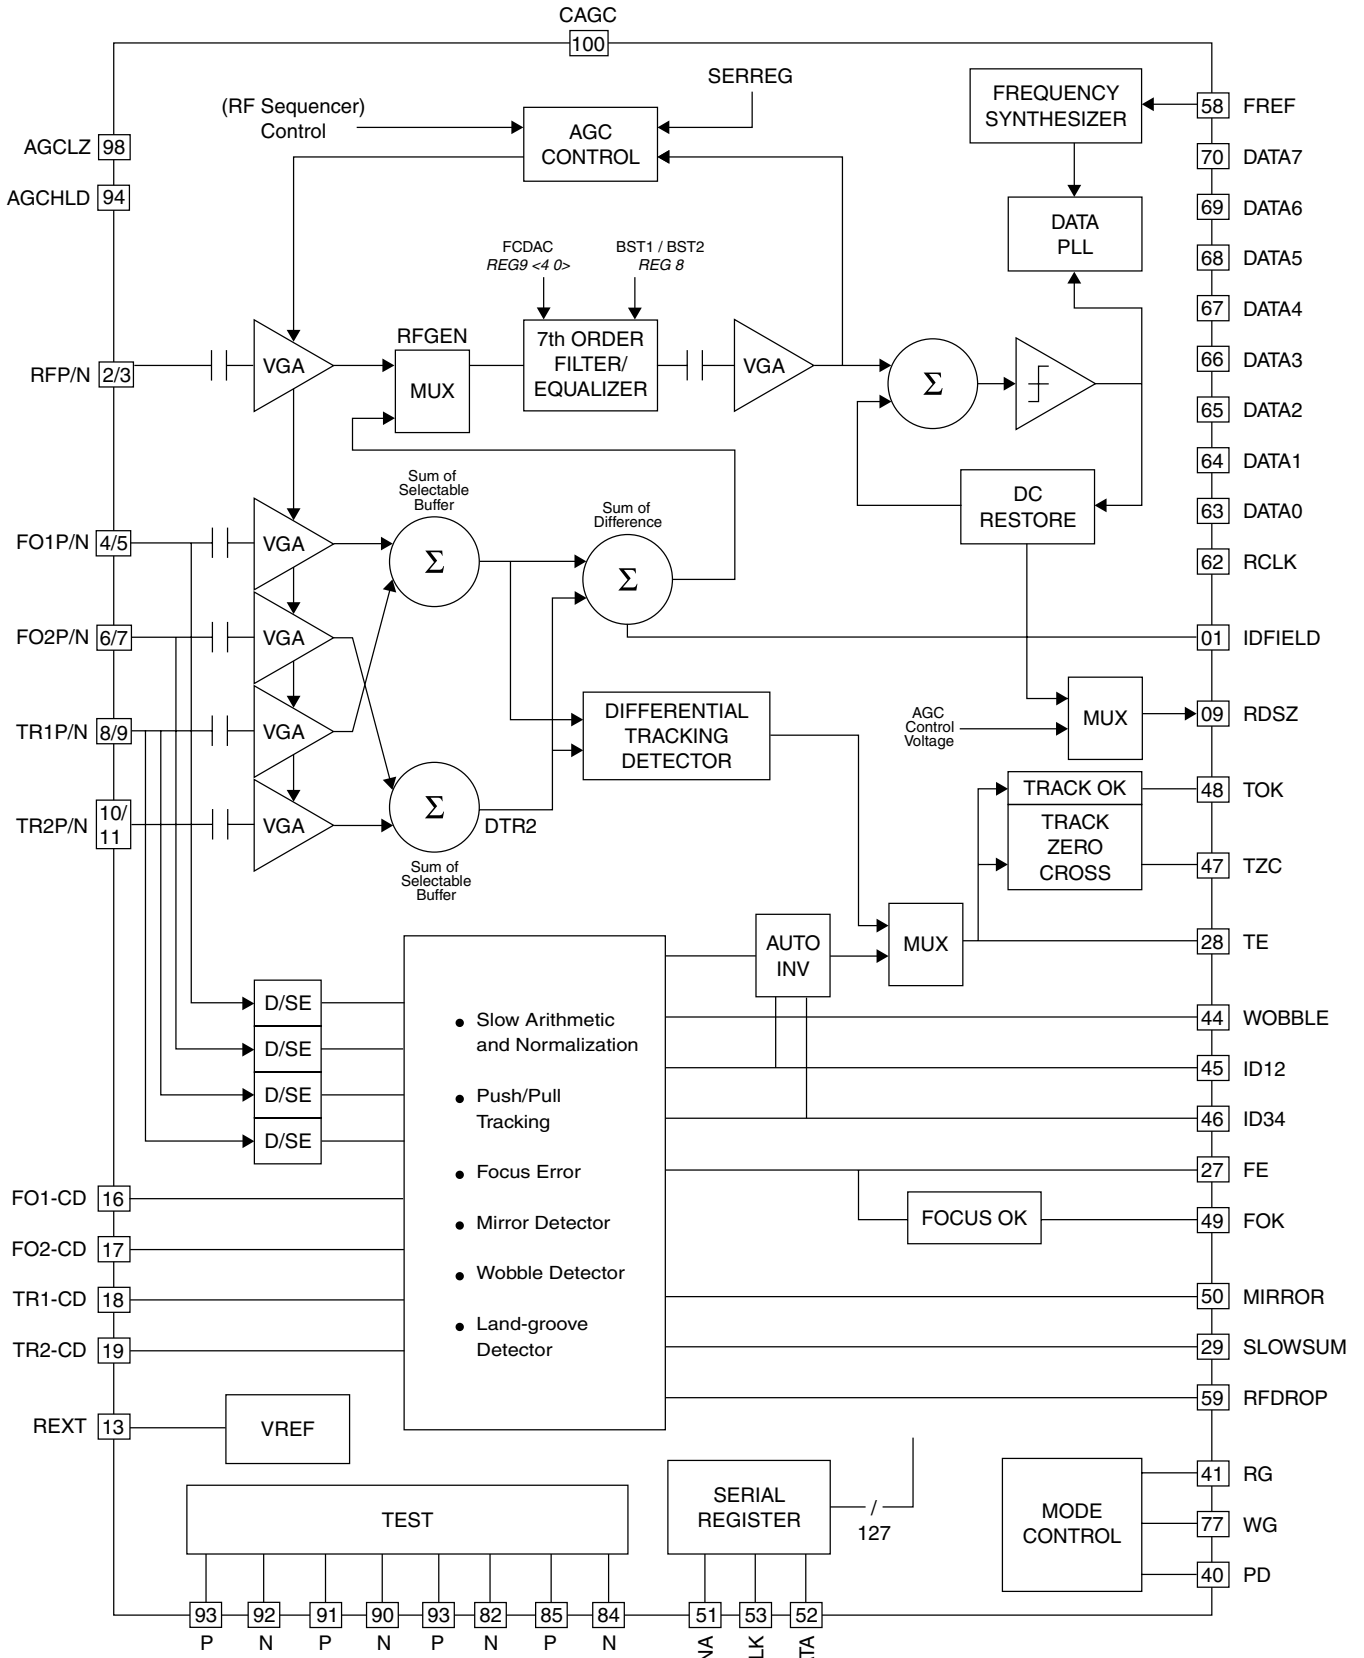 CAGC
100
SERREG
(RF Sequencer)
Control
AGC
CONTROL
FREQUENCY
SYNTHESIZER
58 FREF
AGCLZ 98
AGCHLD 94
70 DATA7
69 DATA6
68 DATA5
67 DATA4
66 DATA3
65 DATA2
64 DATA1
63 DATA0
62 RCLK
DATA
PLL
FCDAC
REG9 <4 0>
BST1 / BST2
REG 8
RFP/N 2/3
VGA
RFGEN
MUX
7th ORDER
FILTER/
EQUALIZER
VGA
Σ
DC
RESTORE
Sum of
Selectable
Buffer
Sum of
Difference
FO1P/N 4/5
VGA
Σ
Σ
FO2P/N 6/7
VGA
01 IDFIELD
TR1P/N 8/9
VGA
DIFFERENTIAL
TRACKING
DETECTOR
AGC
Control
Voltage
MUX
09 RDSZ
TR2P/N 10/
11
VGA
Σ
DTR2
Sum of
Selectable
Buffer
TRACK OK
48 TOK
TRACK
ZERO
CROSS
47 TZC
AUTO
INV
MUX
28 TE
D/SE
D/SE
D/SE
D/SE
• Slow Arithmetic
and Normalization
• Push/Pull
Tracking
• Focus Error
• Mirror Detector
• Wobble Detector
• Land-groove
Detector
44 WOBBLE
45 ID12
46 ID34
27 FE
FOCUS OK
49 FOK
FO1-CD 16
FO2-CD 17
TR1-CD 18
TR2-CD 19
50 MIRROR
29 SLOWSUM
59 RFDROP
REXT 13
VREF
TEST
SERIAL
REGISTER
/
127
MODE
CONTROL
41 RG
77 WG
40 PD
93 92 91 90 93 82 85 84 51 53 52
P N P N P N P N